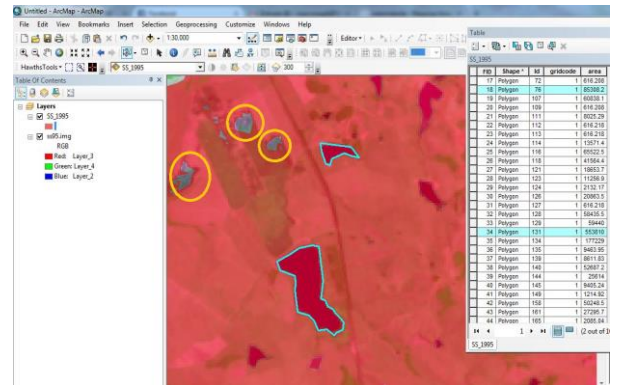 Untitled - ArcMap - ArcMap
File Edit View Bookmarks Insert Selection Geoprocessing Customize Windows Help
1:30,000
Editor
HawthsTools SS_1995 300
Table Of Contents
Layers
SS_1995
ss95.img
RGB
Red: Layer_3
Green: Layer_4
Blue: Layer_2
Table
SS_1995
FID Shape * Id gridcode area
17 Polygon 72 1 616.288
18 Polygon 76 1 85308.2
19 Polygon 107 1 60838.1
20 Polygon 109 1 616.288
21 Polygon 111 1 8025.29
22 Polygon 112 1 616.218
23 Polygon 113 1 616.218
24 Polygon 114 1 13571.4
25 Polygon 116 1 65522.5
26 Polygon 118 1 41564.4
27 Polygon 121 1 18653.7
28 Polygon 123 1 11256.9
29 Polygon 124 1 2132.17
30 Polygon 126 1 20863.5
31 Polygon 127 1 616.218
32 Polygon 128 1 58435.5
33 Polygon 129 1 59440
34 Polygon 131 1 553810
35 Polygon 134 1 177229
36 Polygon 135 1 9463.95
37 Polygon 139 1 8611.83
38 Polygon 140 1 52687.2
39 Polygon 144 1 25614
40 Polygon 145 1 9405.24
41 Polygon 149 1 1214.92
42 Polygon 158 1 50248.5
43 Polygon 161 1 27295.7
44 Polygon 165 1 2085.04
1 (2 out of
SS_1995